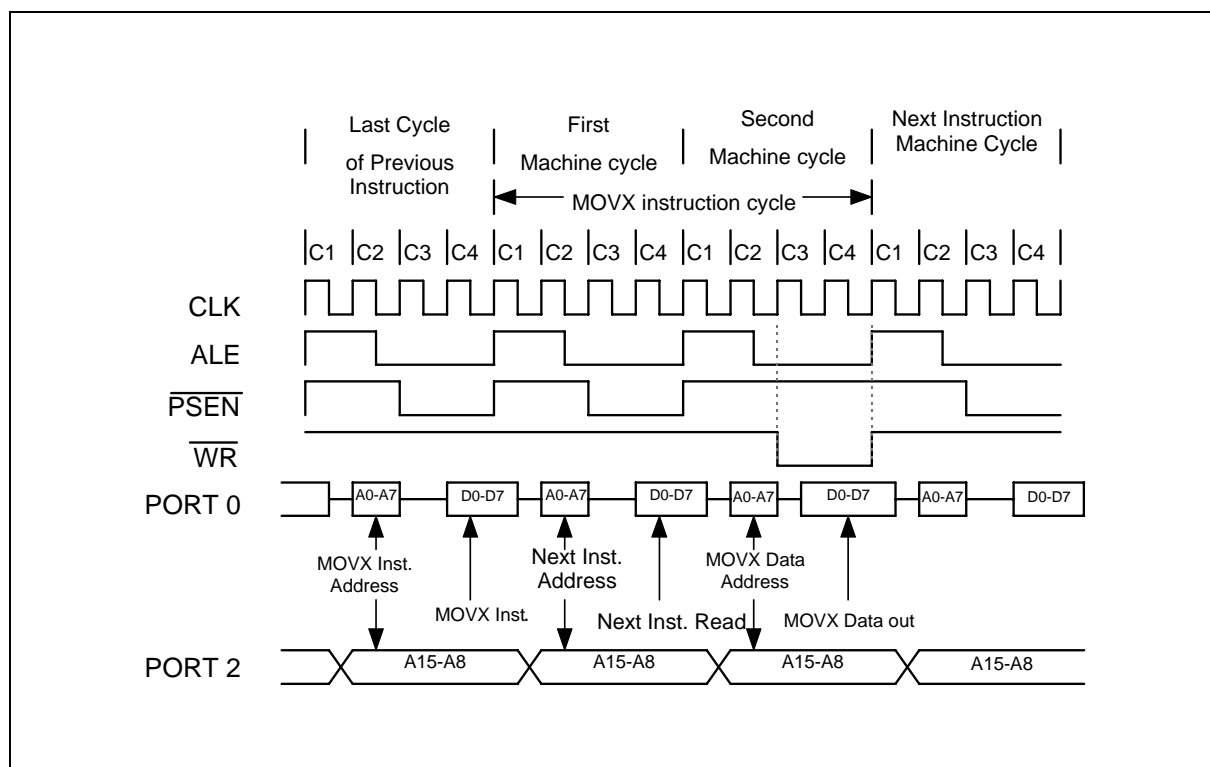 Last Cycle
of Previous
Instruction
First
Machine cycle
Second
Machine cycle
Next Instruction
Machine Cycle
MOVX instruction cycle
C1 C2 C3 C4 C1 C2 C3 C4 C1 C2 C3 C4 C1 C2 C3 C4
CLK
ALE
PSEN
WR
PORT 0
A0-A7 D0-D7 A0-A7 D0-D7 A0-A7 D0-D7 A0-A7 D0-D7
MOVX Inst.
Address
MOVX Inst.
Next Inst.
Address
Next Inst. Read
MOVX Data
Address
MOVX Data out
PORT 2
A15-A8 A15-A8 A15-A8 A15-A8